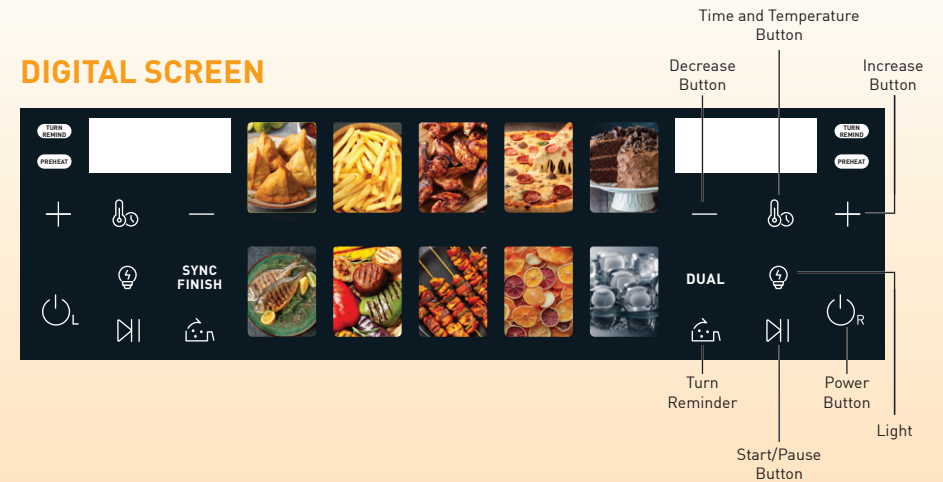 Time and Temperature
Button
DIGITAL SCREEN
Decrease
Button
Increase
Button
TURN
REMIND
TURN
REMIND
PREHEAT
PREHEAT
SYNC
FINISH
DUAL
L
R
Turn
Reminder
Power
Button
Light
Start/Pause
Button